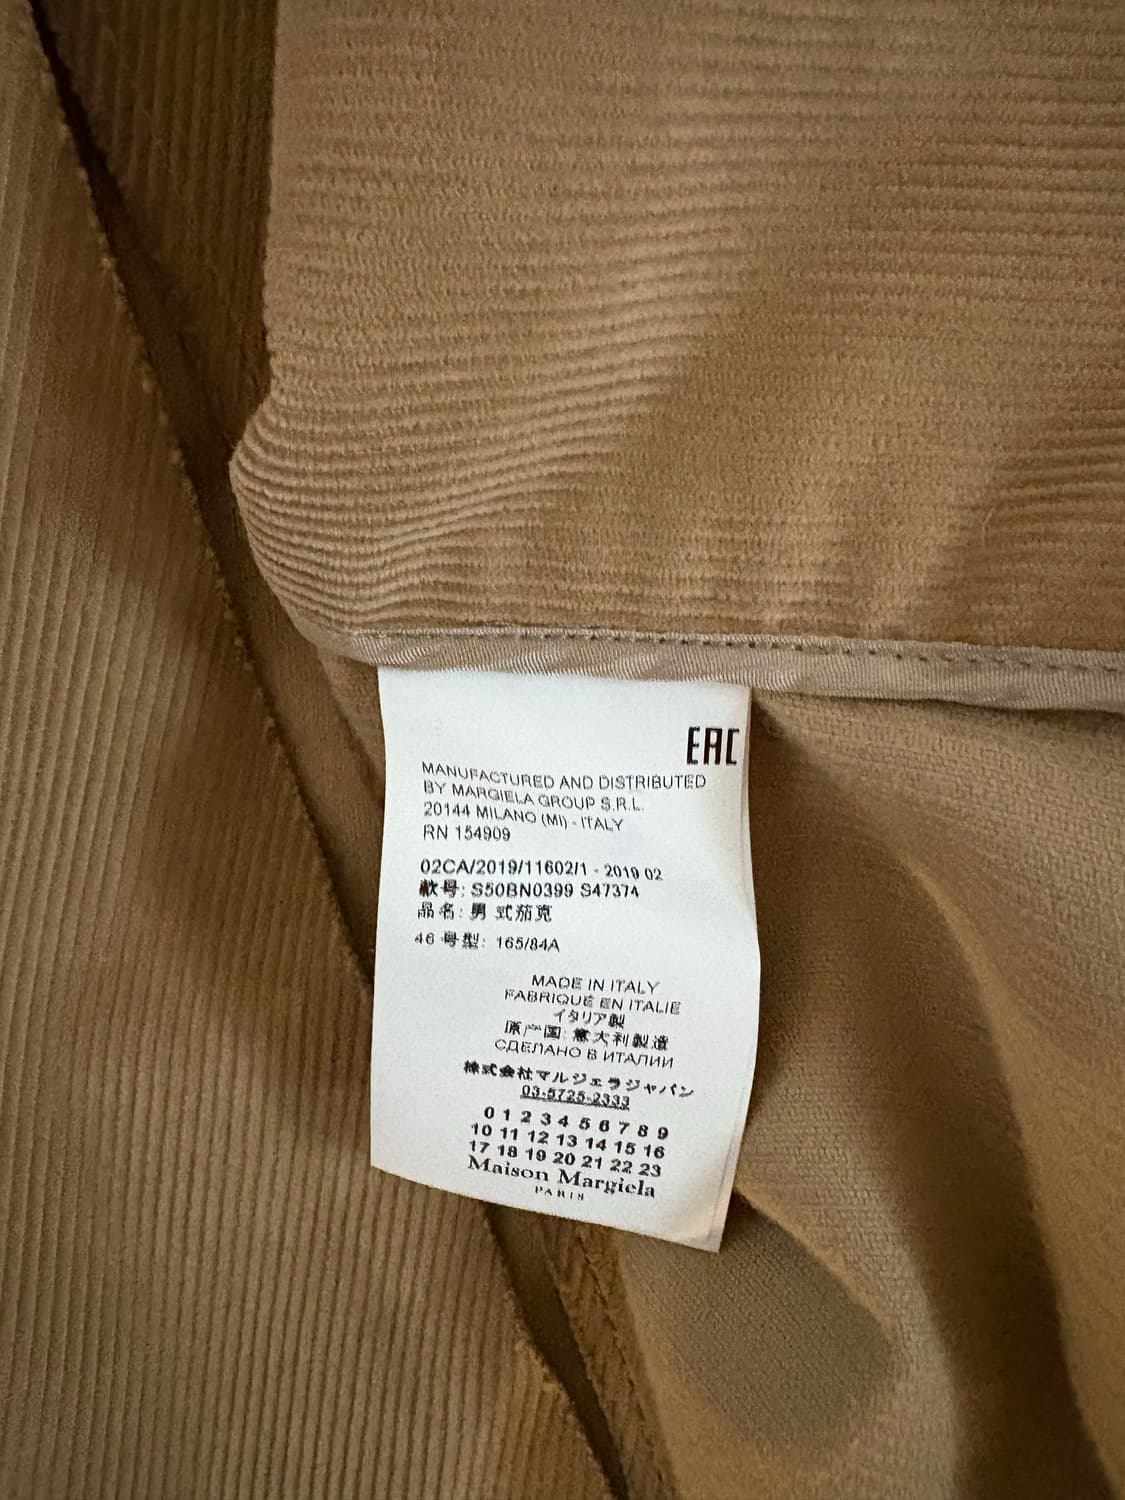 EAC
MANUFACTURED AND DISTRIBUTED
BY MARGIELA GROUP S.R.L.
20144 MILANO (MI) - ITALY
RN 154909
02CA/2019/11602/1 - 2019 02
款号: S50BN0399 S47374
品名: 男 式茄克
46 号型: 165/84A
MADE IN ITALY
FABRIQUÉ EN ITALIE
イタリア製
原产国: 意大利製造
СДЕЛАНО В ИТАЛИИ
株式会社マルジェラジャパン
03-5725-2333
0 1 2 3 4 5 6 7 8 9
10 11 12 13 14 15 16
17 18 19 20 21 22 23
Maison Margiela
PARIS